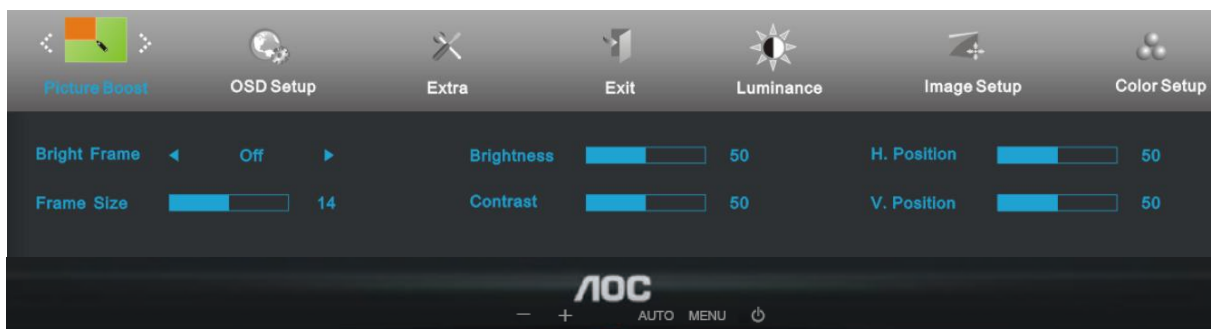 Picture Boost OSD Setup Extra Exit Luminance Image Setup Color Setup
Bright Frame Off Brightness 50 H. Position 50
Frame Size 14 Contrast 50 V. Position 50
AOC
− + AUTO MENU